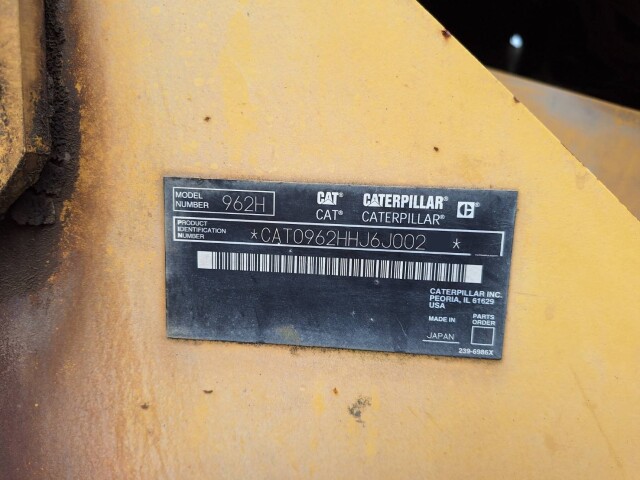 MODEL NUMBER 962H CAT® CATERPILLAR® C
CAT® CATERPILLAR®
PRODUCT IDENTIFICATION NUMBER *CAT0962HHJ6J002 *
CATERPILLAR INC.
PEORIA, IL 61629
USA
MADE IN PARTS ORDER
JAPAN
239-6986X